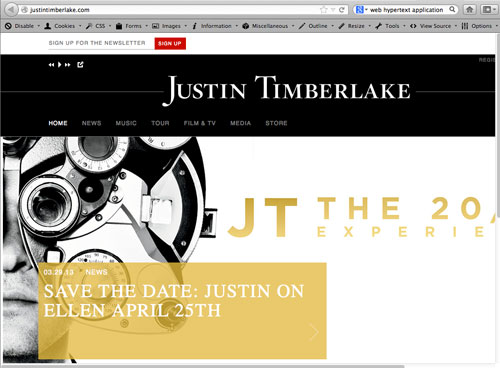 justintimberlake.com
web hypertext application
Disable Cookies CSS Forms Images Information Miscellaneous Outline Resize Tools View Source Options
SIGN UP FOR THE NEWSLETTER SIGN UP
REGIS
JUSTIN TIMBERLAKE
HOME NEWS MUSIC TOUR FILM & TV MEDIA STORE
JT THE 20/
EXPERIE
03.29.13 NEWS
SAVE THE DATE: JUSTIN ON
ELLEN APRIL 25TH